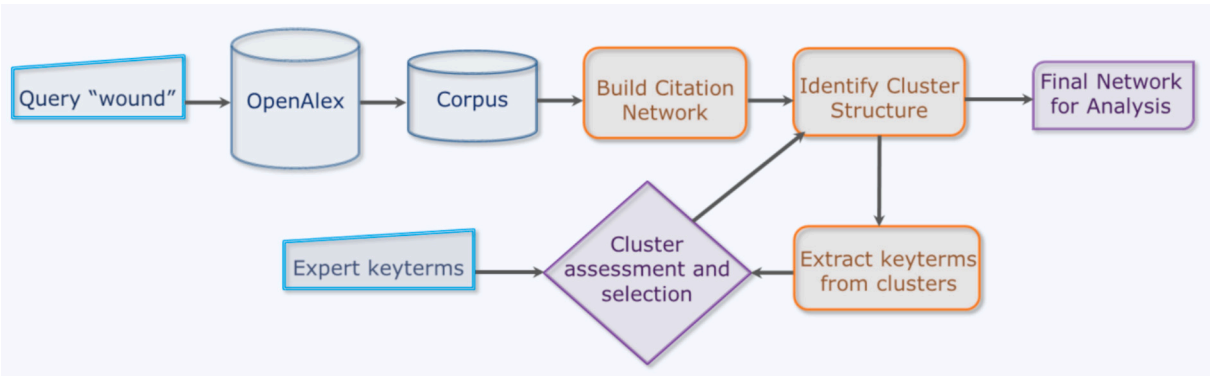 Query “wound”
OpenAlex
Corpus
Build Citation
Network
Identify Cluster
Structure
Final Network
for Analysis
Expert keyterms
Cluster
assessment and
selection
Extract keyterms
from clusters